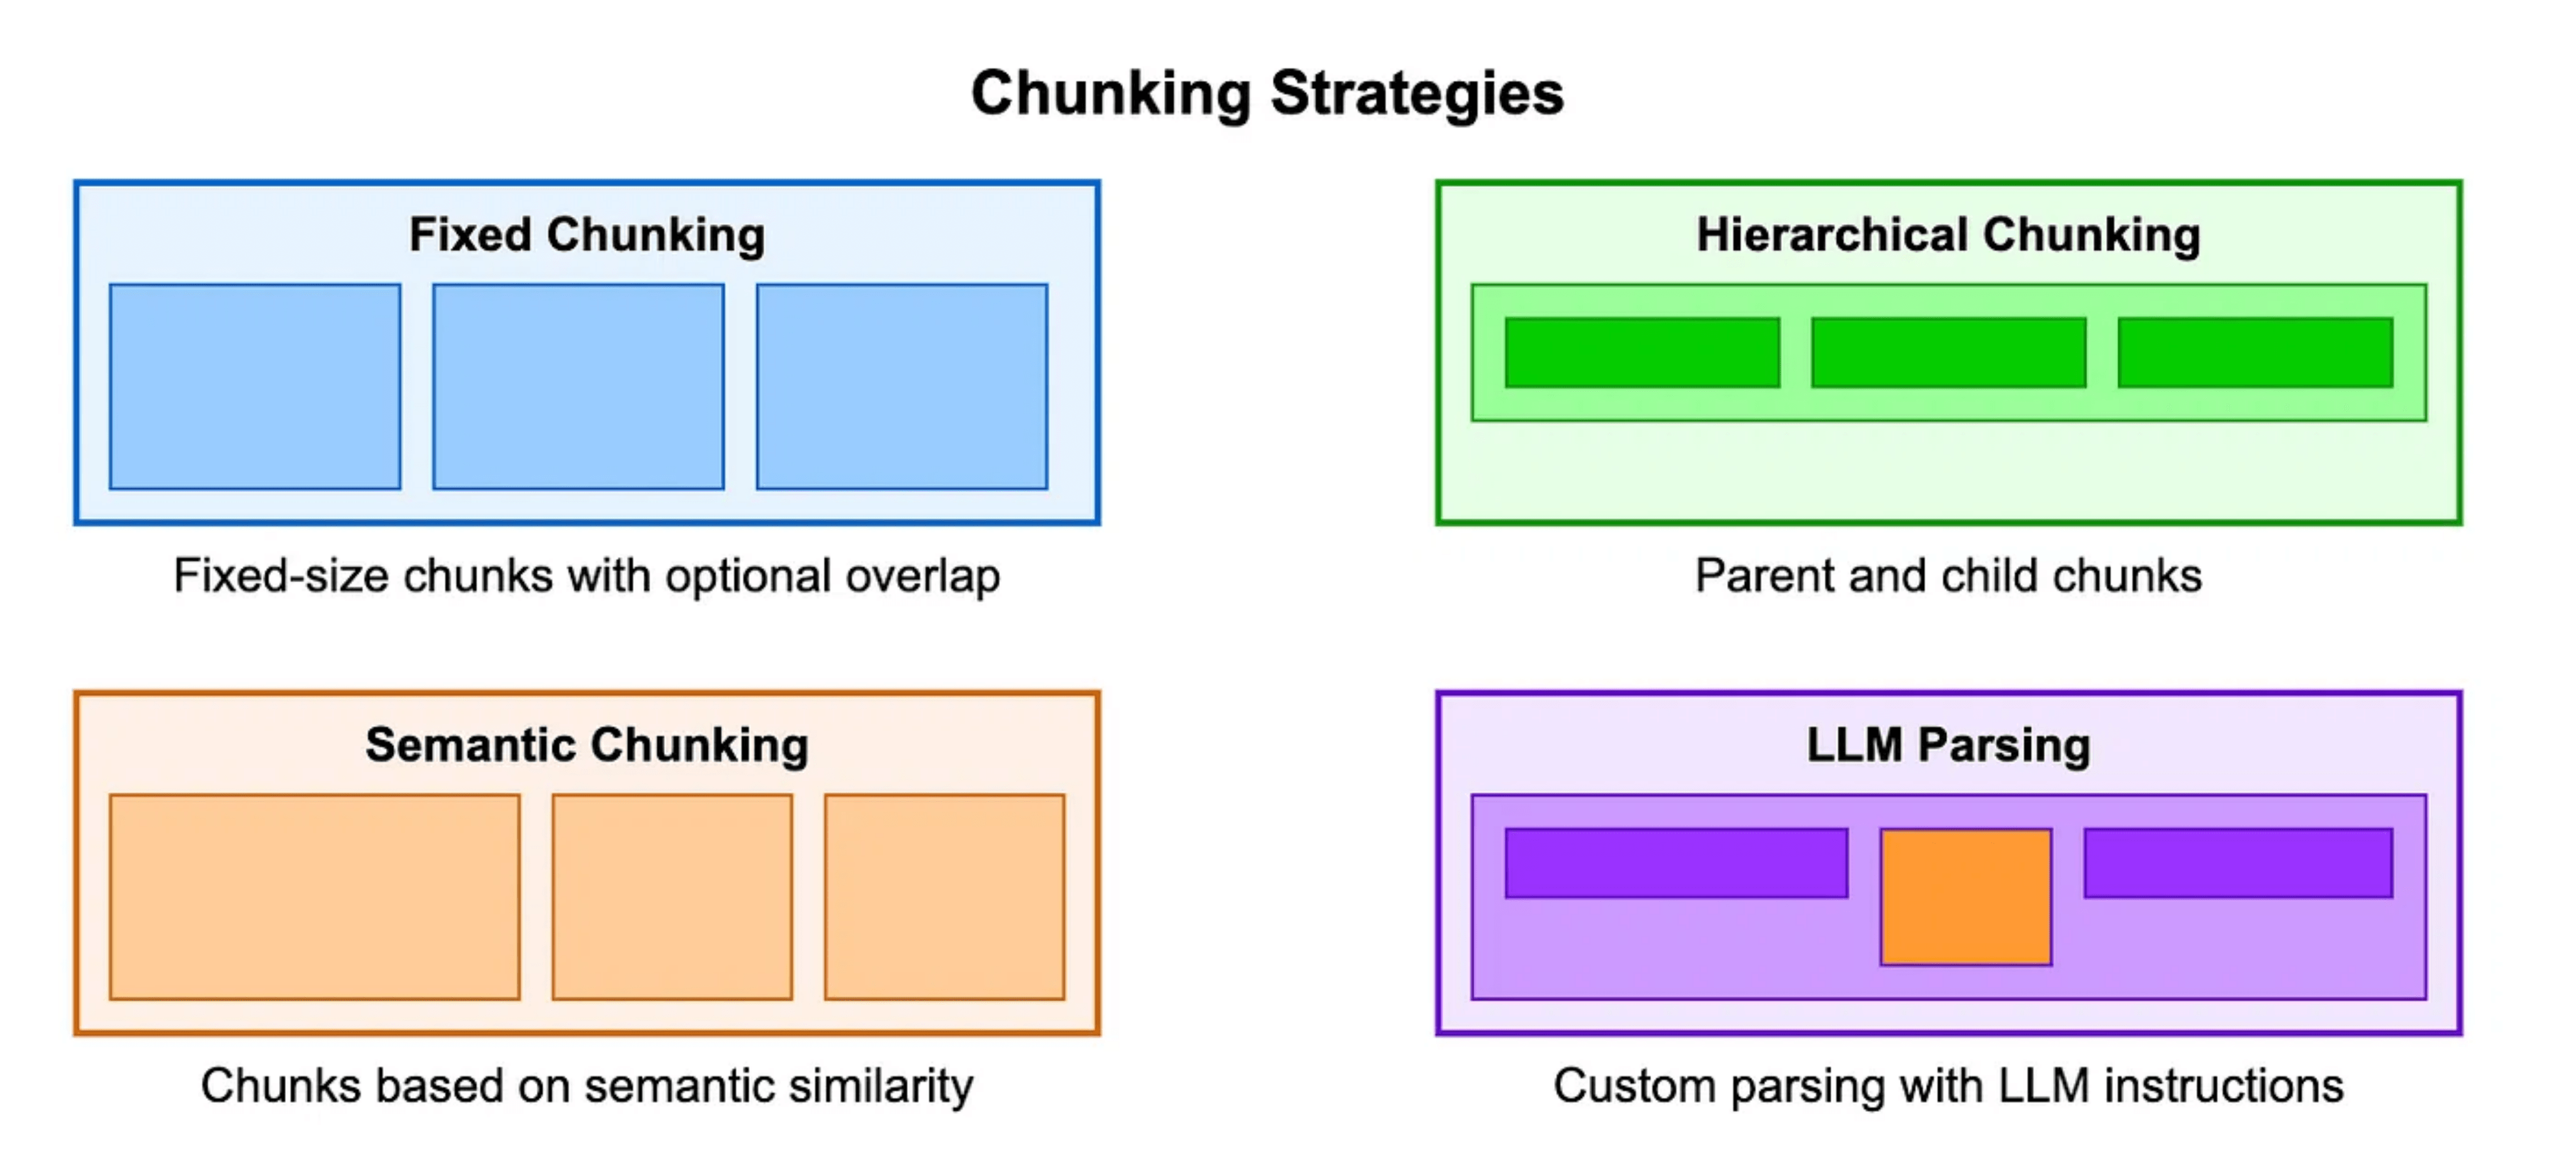 Chunking Strategies
Fixed Chunking
Fixed-size chunks with optional overlap
Hierarchical Chunking
Parent and child chunks
Semantic Chunking
Chunks based on semantic similarity
LLM Parsing
Custom parsing with LLM instructions